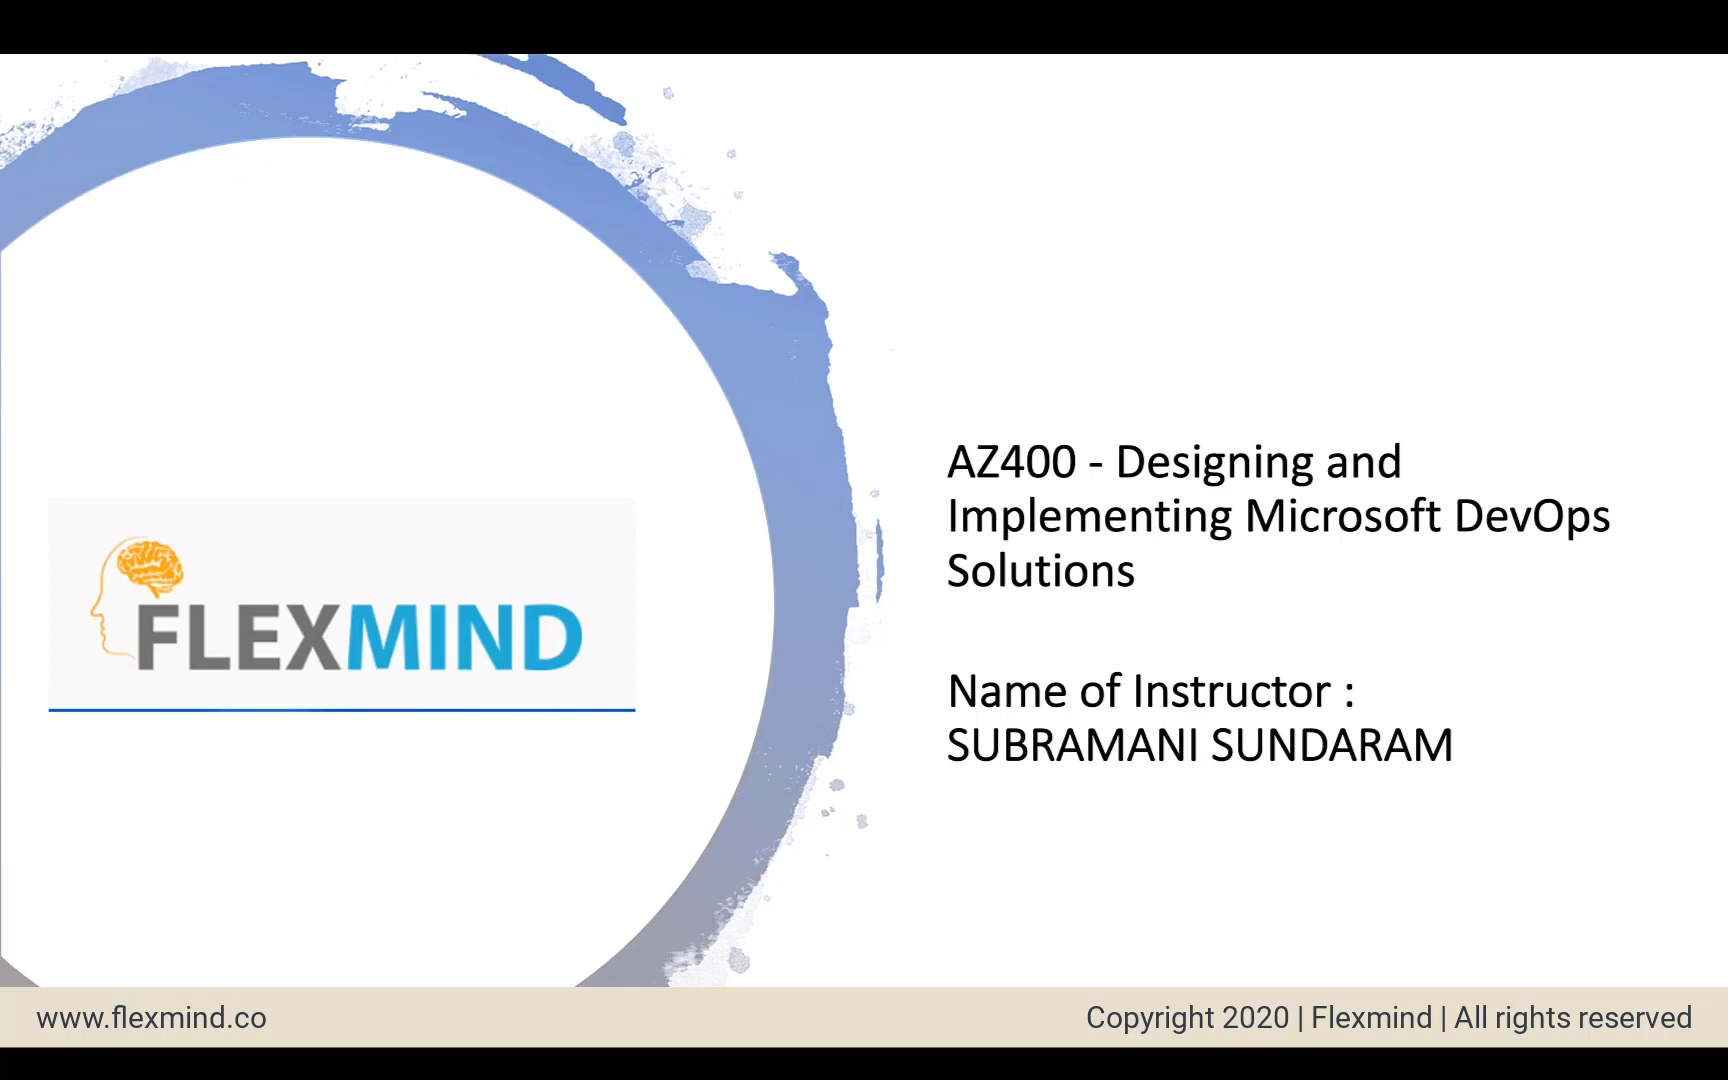 AZ400 - Designing and
Implementing Microsoft DevOps
Solutions
Name of Instructor :
SUBRAMANI SUNDARAM
FLEXMIND
www.flexmind.co
Copyright 2020 | Flexmind | All rights reserved